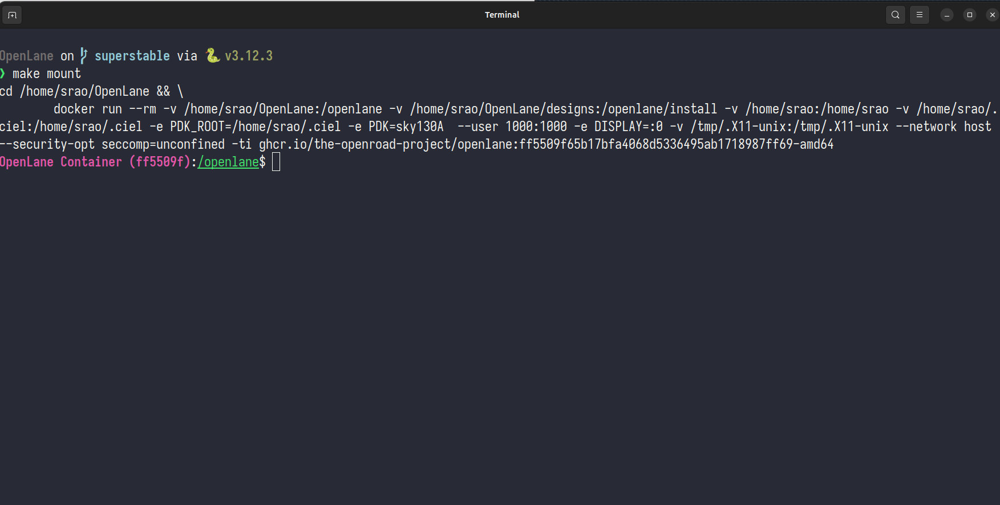 Terminal
OpenLane on superstable via 🐍 v3.12.3
❯ make mount
cd /home/srao/OpenLane && \
docker run --rm -v /home/srao/OpenLane:/openlane -v /home/srao/OpenLane/designs:/openlane/install -v /home/srao:/home/srao -v /home/srao/.
ciel:/home/srao/.ciel -e PDK_ROOT=/home/srao/.ciel -e PDK=sky130A  --user 1000:1000 -e DISPLAY=:0 -v /tmp/.X11-unix:/tmp/.X11-unix --network host
--security-opt seccomp=unconfined -ti ghcr.io/the-openroad-project/openlane:ff5509f65b17bfa4068d5336495ab1718987ff69-amd64
OpenLane Container (ff5509f):/openlane$